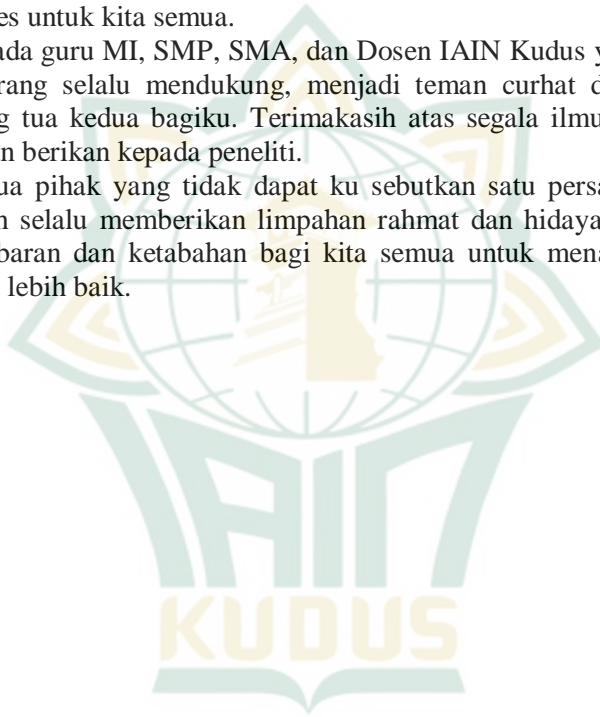 es untuk kita semua.
ada guru MI, SMP, SMA, dan Dosen IAIN Kudus y
rang selalu mendukung, menjadi teman curhat d
g tua kedua bagiku. Terimakasih atas segala ilmu
n berikan kepada peneliti.
ua pihak yang tidak dapat ku sebutkan satu persa
n selalu memberikan limpahan rahmat dan hidaya
baran dan ketabahan bagi kita semua untuk mena
lebih baik.
IAIN
KUDUS